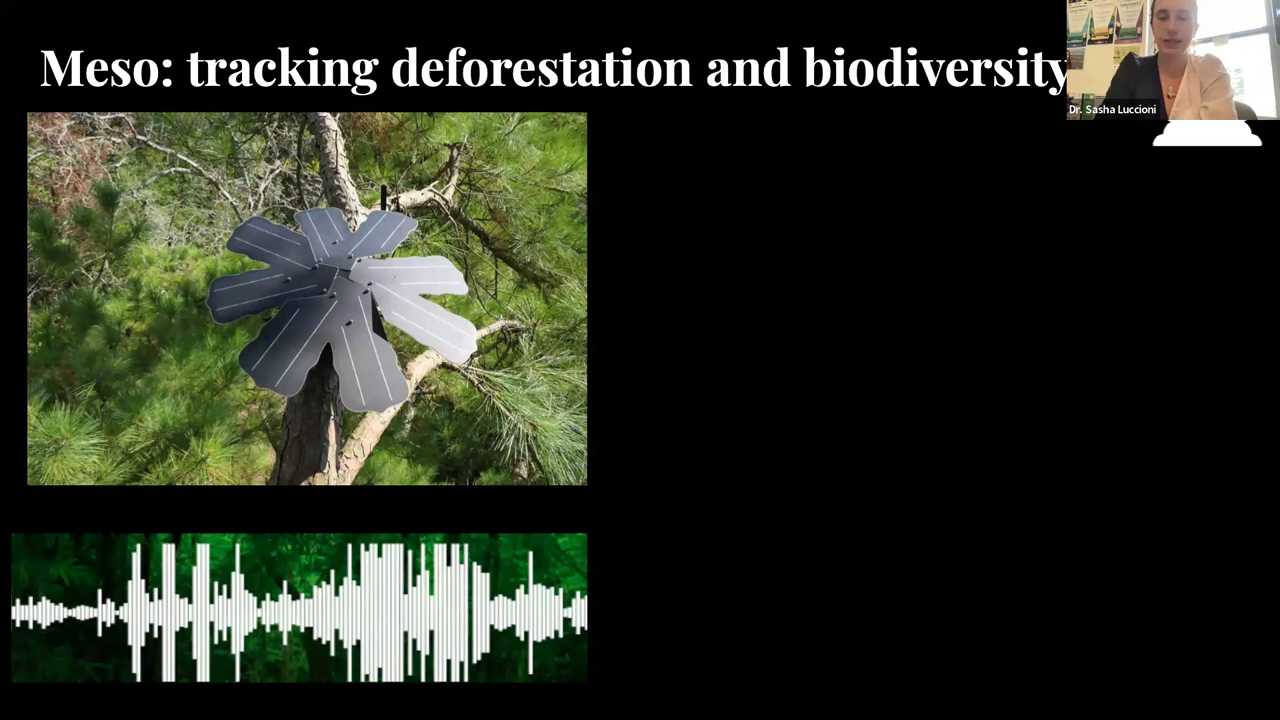 Meso: tracking deforestation and biodiversity
Dr. Sasha Luccioni